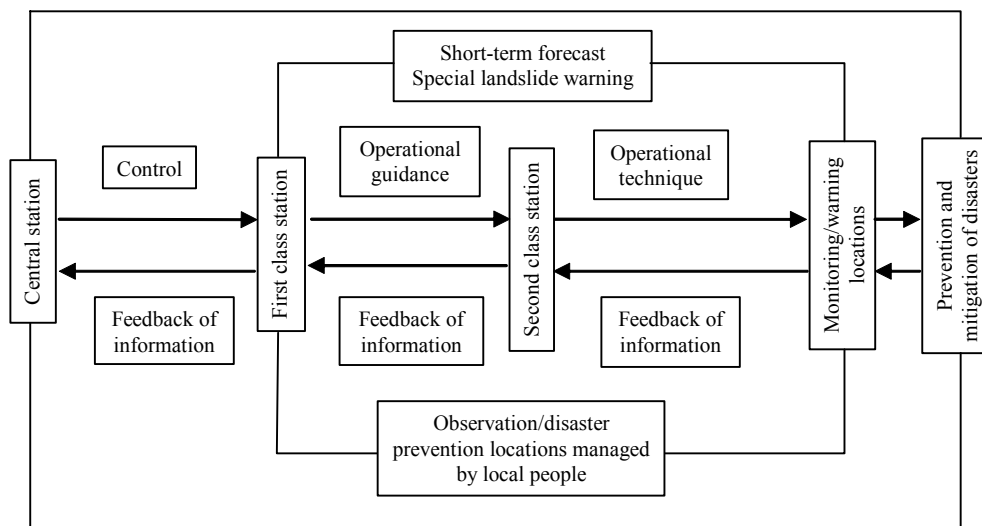 Short-term forecast
Special landslide warning
Control
Operational
guidance
Operational
technique
Central station
First class station
Second class station
Monitoring/warning
locations
Prevention and
mitigation of disasters
Feedback of
information
Feedback of
information
Feedback of
information
Observation/disaster
prevention locations managed
by local people